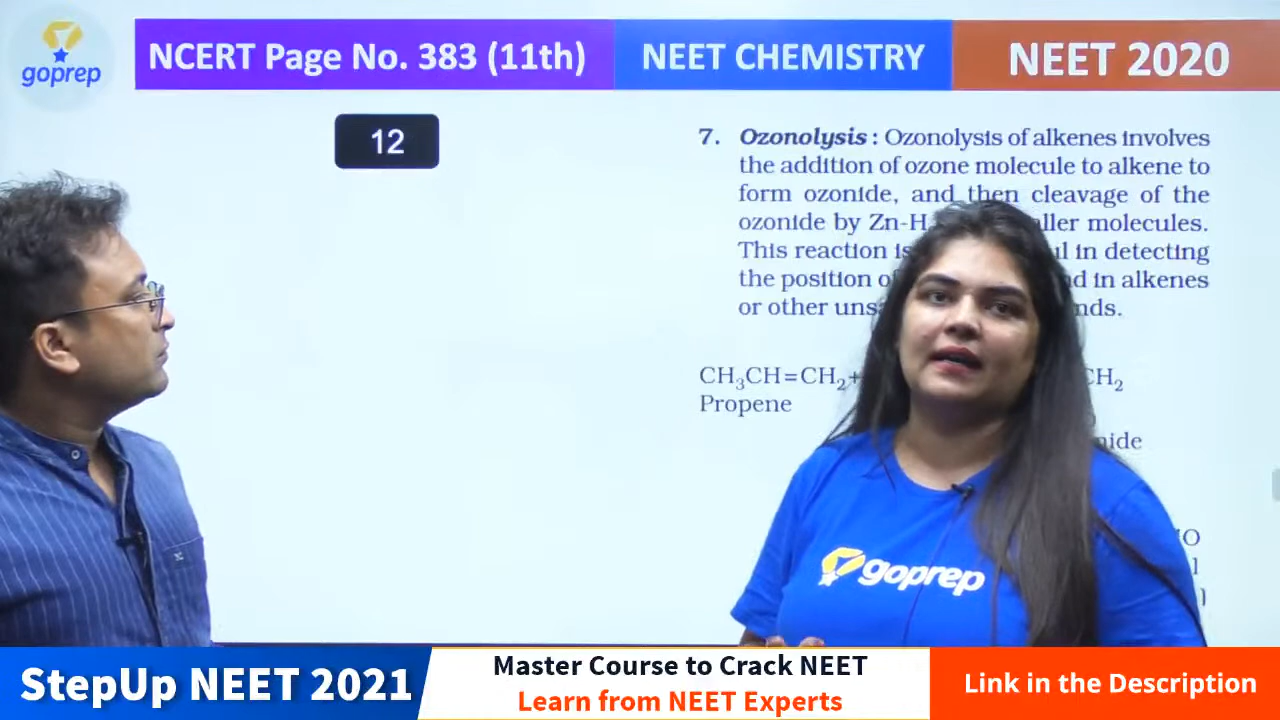 goprep
NCERT Page No. 383 (11th)
NEET CHEMISTRY
NEET 2020
12
7. Ozonolysis : Ozonolysis of alkenes involves
the addition of ozone molecule to alkene to
form ozonide, and then cleavage of the
ozonide by Zn-H aller molecules.
This reaction is in detecting
the position of in alkenes
or other uns nds.
CH₃CH=CH₂+ CH₂
Propene
nide
goprep
StepUp NEET 2021
Master Course to Crack NEET
Learn from NEET Experts
Link in the Description